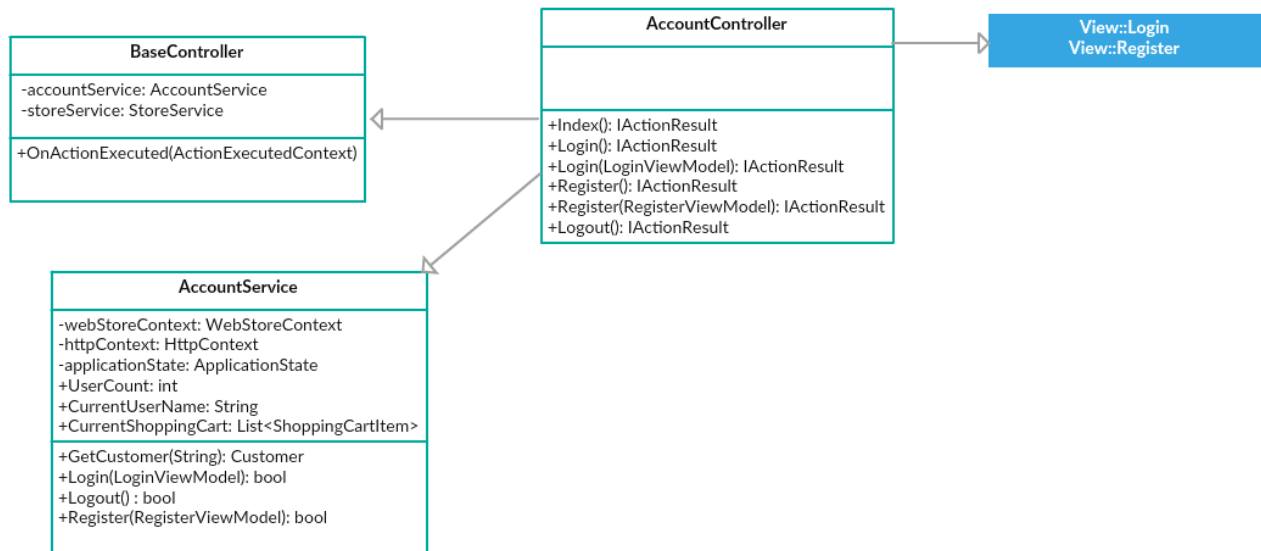 BaseController
-accountService: AccountService
-storeService: StoreService
+OnActionExecuted(ActionExecutedContext)
AccountController
+Index(): IActionResult
+Login(): IActionResult
+Login(LoginViewModel): IActionResult
+Register(): IActionResult
+Register(RegisterViewModel): IActionResult
+Logout(): IActionResult
View::Login
View::Register
AccountService
-webStoreContext: WebStoreContext
-httpContext: HttpContext
-applicationState: ApplicationState
+UserCount: int
+CurrentUserName: String
+CurrentShoppingCart: List<ShoppingCartItem>
+GetCustomer(String): Customer
+Login(LoginViewModel): bool
+Logout() : bool
+Register(RegisterViewModel): bool